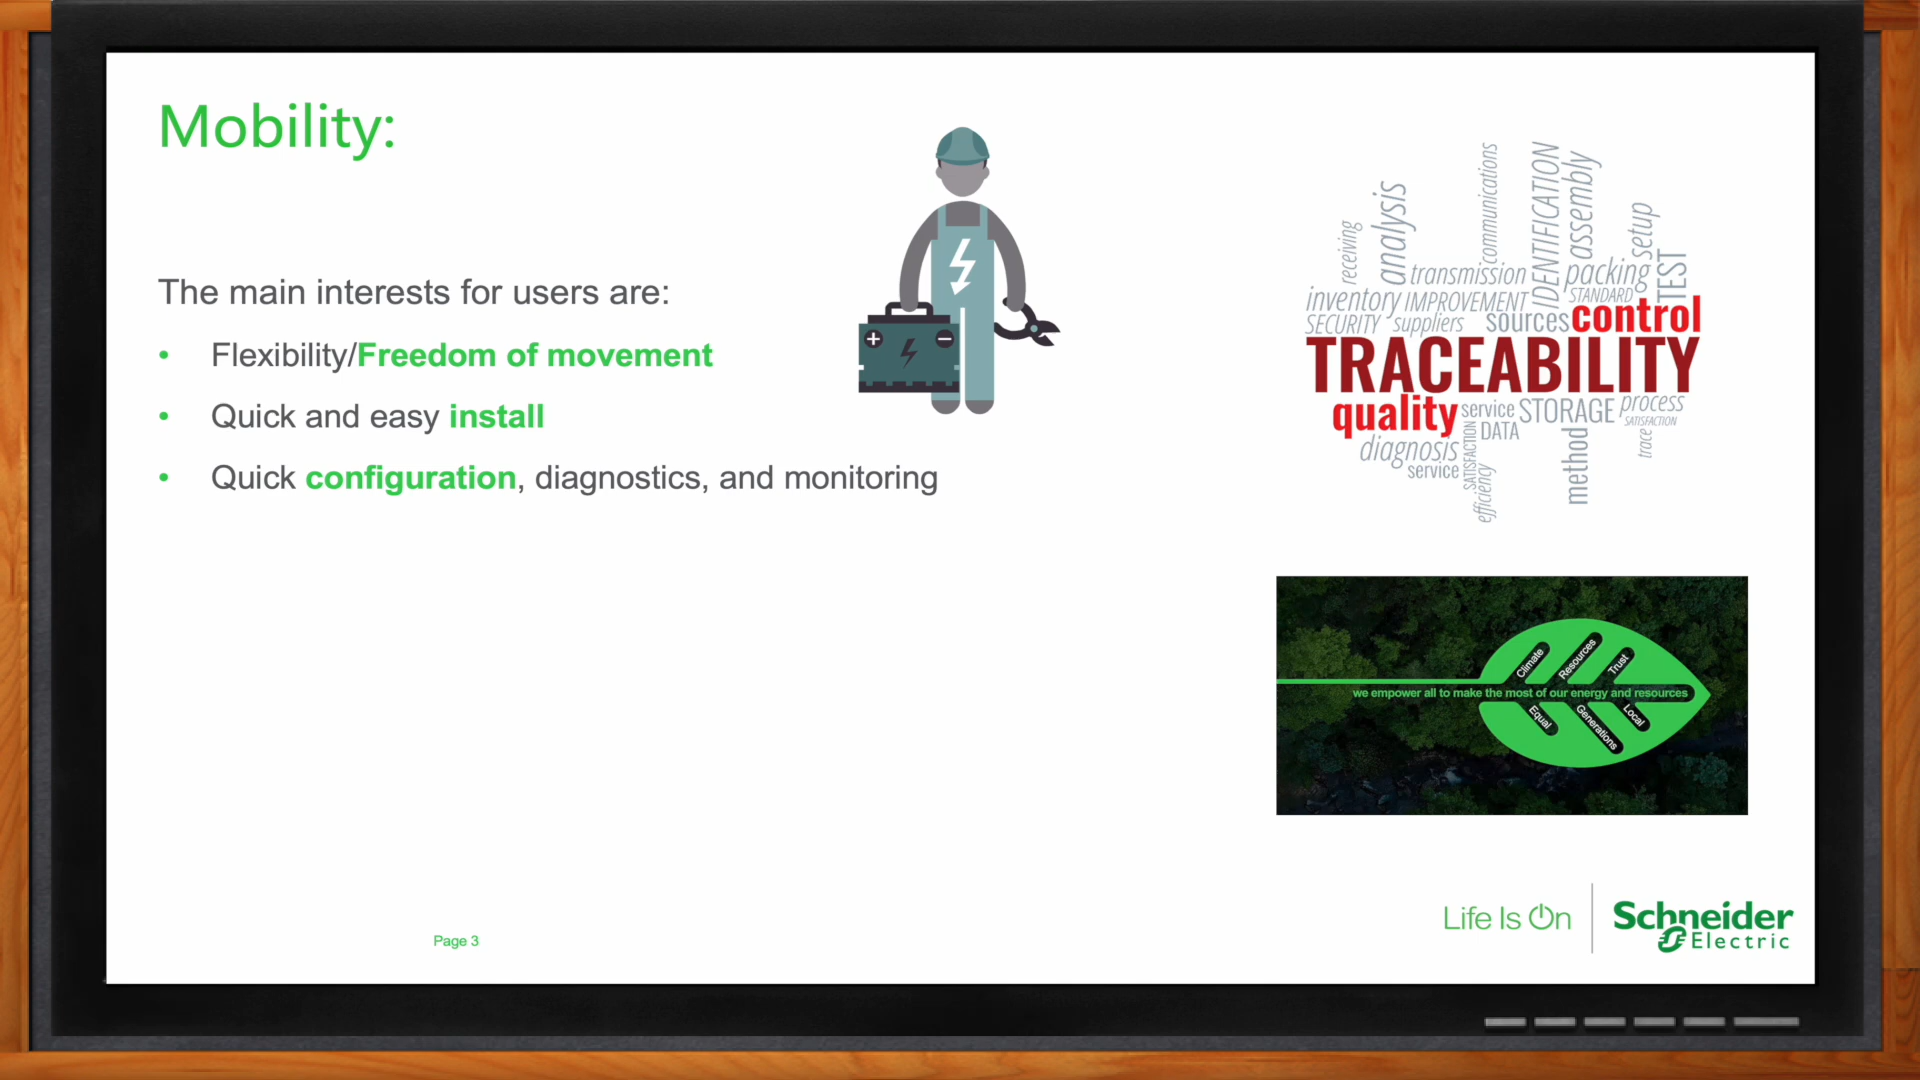 Mobility:
The main interests for users are:
• Flexibility/Freedom of movement
• Quick and easy install
• Quick configuration, diagnostics, and monitoring
receiving
analysis
communications
IDENTIFICATION
assembly
setup
TEST
transmission
packing
inventory
IMPROVEMENT
STANDARD
SECURITY
suppliers
sources
control
TRACEABILITY
quality
service
STORAGE
process
SATISFACTION
DATA
diagnosis
service
SATISFACTION
efficiency
method
trace
Climate
Resources
Trust
we empower all to make the most of our energy and resources
Equal
Generations
Local
Page 3
Life Is On
Schneider
Electric